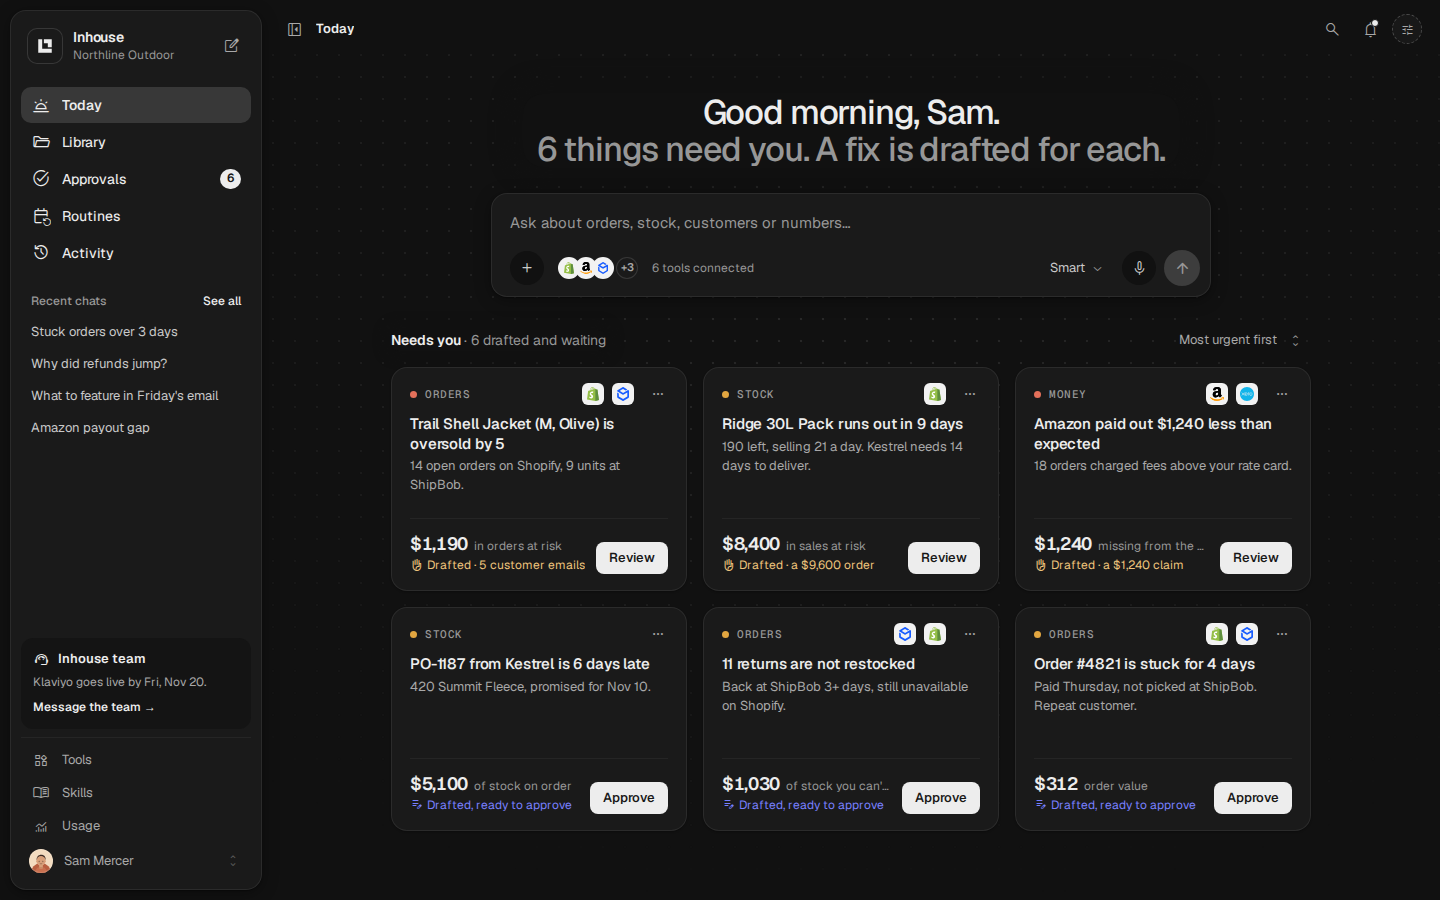 Inhouse
Northline Outdoor
Today
Library
Approvals 6
Routines
Activity
Recent chats See all
Stuck orders over 3 days
Why did refunds jump?
What to feature in Friday's email
Amazon payout gap
Inhouse team
Klaviyo goes live by Fri, Nov 20.
Message the team →
Tools
Skills
Usage
Sam Mercer
Today
Good morning, Sam.
6 things need you. A fix is drafted for each.
Ask about orders, stock, customers or numbers…
+3 6 tools connected Smart
Needs you · 6 drafted and waiting Most urgent first
ORDERS
Trail Shell Jacket (M, Olive) is
oversold by 5
14 open orders on Shopify, 9 units at
ShipBob.
$1,190 in orders at risk
Drafted · 5 customer emails
Review
STOCK
Ridge 30L Pack runs out in 9 days
190 left, selling 21 a day. Kestrel needs 14
days to deliver.
$8,400 in sales at risk
Drafted · a $9,600 order
Review
MONEY
Amazon paid out $1,240 less than
expected
18 orders charged fees above your rate card.
$1,240 missing from the …
Drafted · a $1,240 claim
Review
STOCK
PO-1187 from Kestrel is 6 days late
420 Summit Fleece, promised for Nov 10.
$5,100 of stock on order
Drafted, ready to approve
Approve
ORDERS
11 returns are not restocked
Back at ShipBob 3+ days, still unavailable
on Shopify.
$1,030 of stock you can'…
Drafted, ready to approve
Approve
ORDERS
Order #4821 is stuck for 4 days
Paid Thursday, not picked at ShipBob.
Repeat customer.
$312 order value
Drafted, ready to approve
Approve